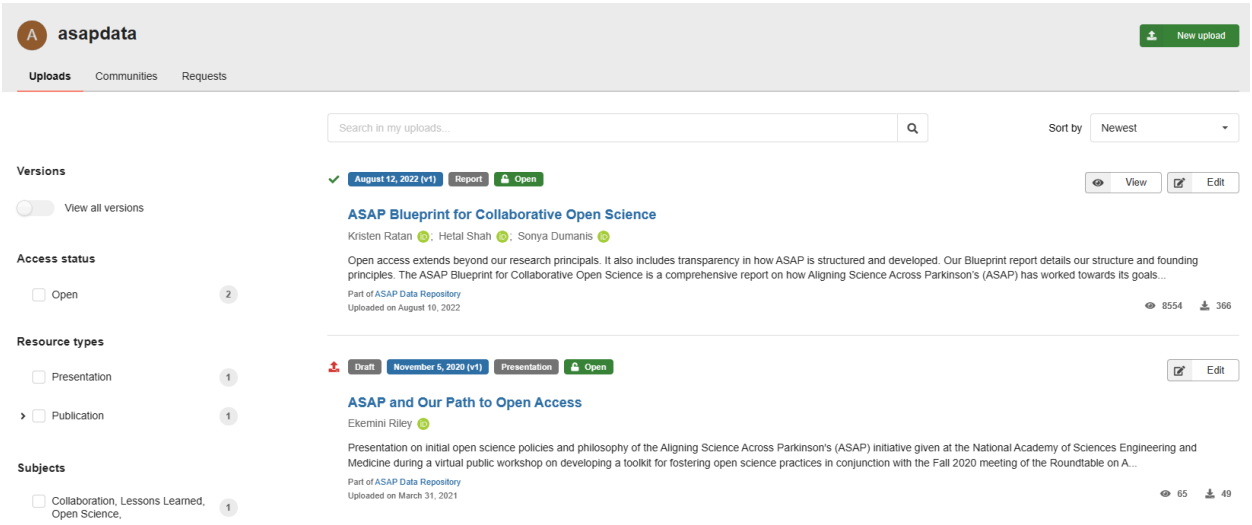 A
asapdata
New upload
Uploads Communities Requests
Search in my uploads...
Sort by Newest
Versions
View all versions
Access status
Open 2
Resource types
Presentation 1
Publication 1
Subjects
Collaboration, Lessons Learned,
Open Science, 1
August 12, 2022 (v1) Report Open
View Edit
ASAP Blueprint for Collaborative Open Science
Kristen Ratan iD; Hetal Shah iD; Sonya Dumanis iD
Open access extends beyond our research principals. It also includes transparency in how ASAP is structured and developed. Our Blueprint report details our structure and founding
principles. The ASAP Blueprint for Collaborative Open Science is a comprehensive report on how Aligning Science Across Parkinson's (ASAP) has worked towards its goals...
Part of ASAP Data Repository
Uploaded on August 10, 2022
8554 366
Draft November 5, 2020 (v1) Presentation Open
Edit
ASAP and Our Path to Open Access
Ekemini Riley iD
Presentation on initial open science policies and philosophy of the Aligning Science Across Parkinson's (ASAP) initiative given at the National Academy of Sciences Engineering and
Medicine during a virtual public workshop on developing a toolkit for fostering open science practices in conjunction with the Fall 2020 meeting of the Roundtable on A...
Part of ASAP Data Repository
Uploaded on March 31, 2021
65 49